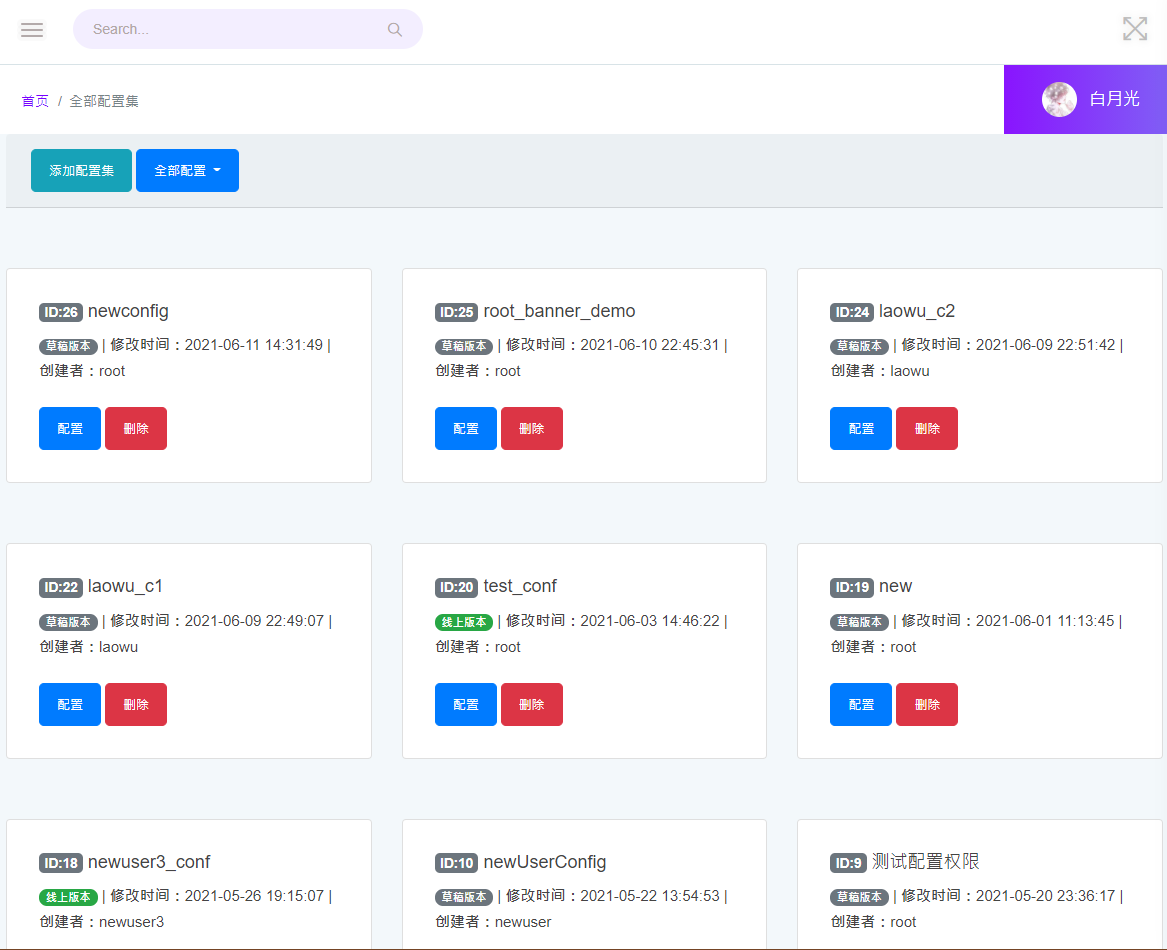 Search...
首页 / 全部配置集
白月光
添加配置集 全部配置
ID:26 newconfig
草稿版本 | 修改时间：2021-06-11 14:31:49 |
创建者：root
配置 删除
ID:25 root_banner_demo
草稿版本 | 修改时间：2021-06-10 22:45:31 |
创建者：root
配置 删除
ID:24 laowu_c2
草稿版本 | 修改时间：2021-06-09 22:51:42 |
创建者：laowu
配置 删除
ID:22 laowu_c1
草稿版本 | 修改时间：2021-06-09 22:49:07 |
创建者：laowu
配置 删除
ID:20 test_conf
线上版本 | 修改时间：2021-06-03 14:46:22 |
创建者：root
配置 删除
ID:19 new
草稿版本 | 修改时间：2021-06-01 11:13:45 |
创建者：root
配置 删除
ID:18 newuser3_conf
线上版本 | 修改时间：2021-05-26 19:15:07 |
创建者：newuser3
ID:10 newUserConfig
草稿版本 | 修改时间：2021-05-22 13:54:53 |
创建者：newuser
ID:9 测试配置权限
草稿版本 | 修改时间：2021-05-20 23:36:17 |
创建者：root